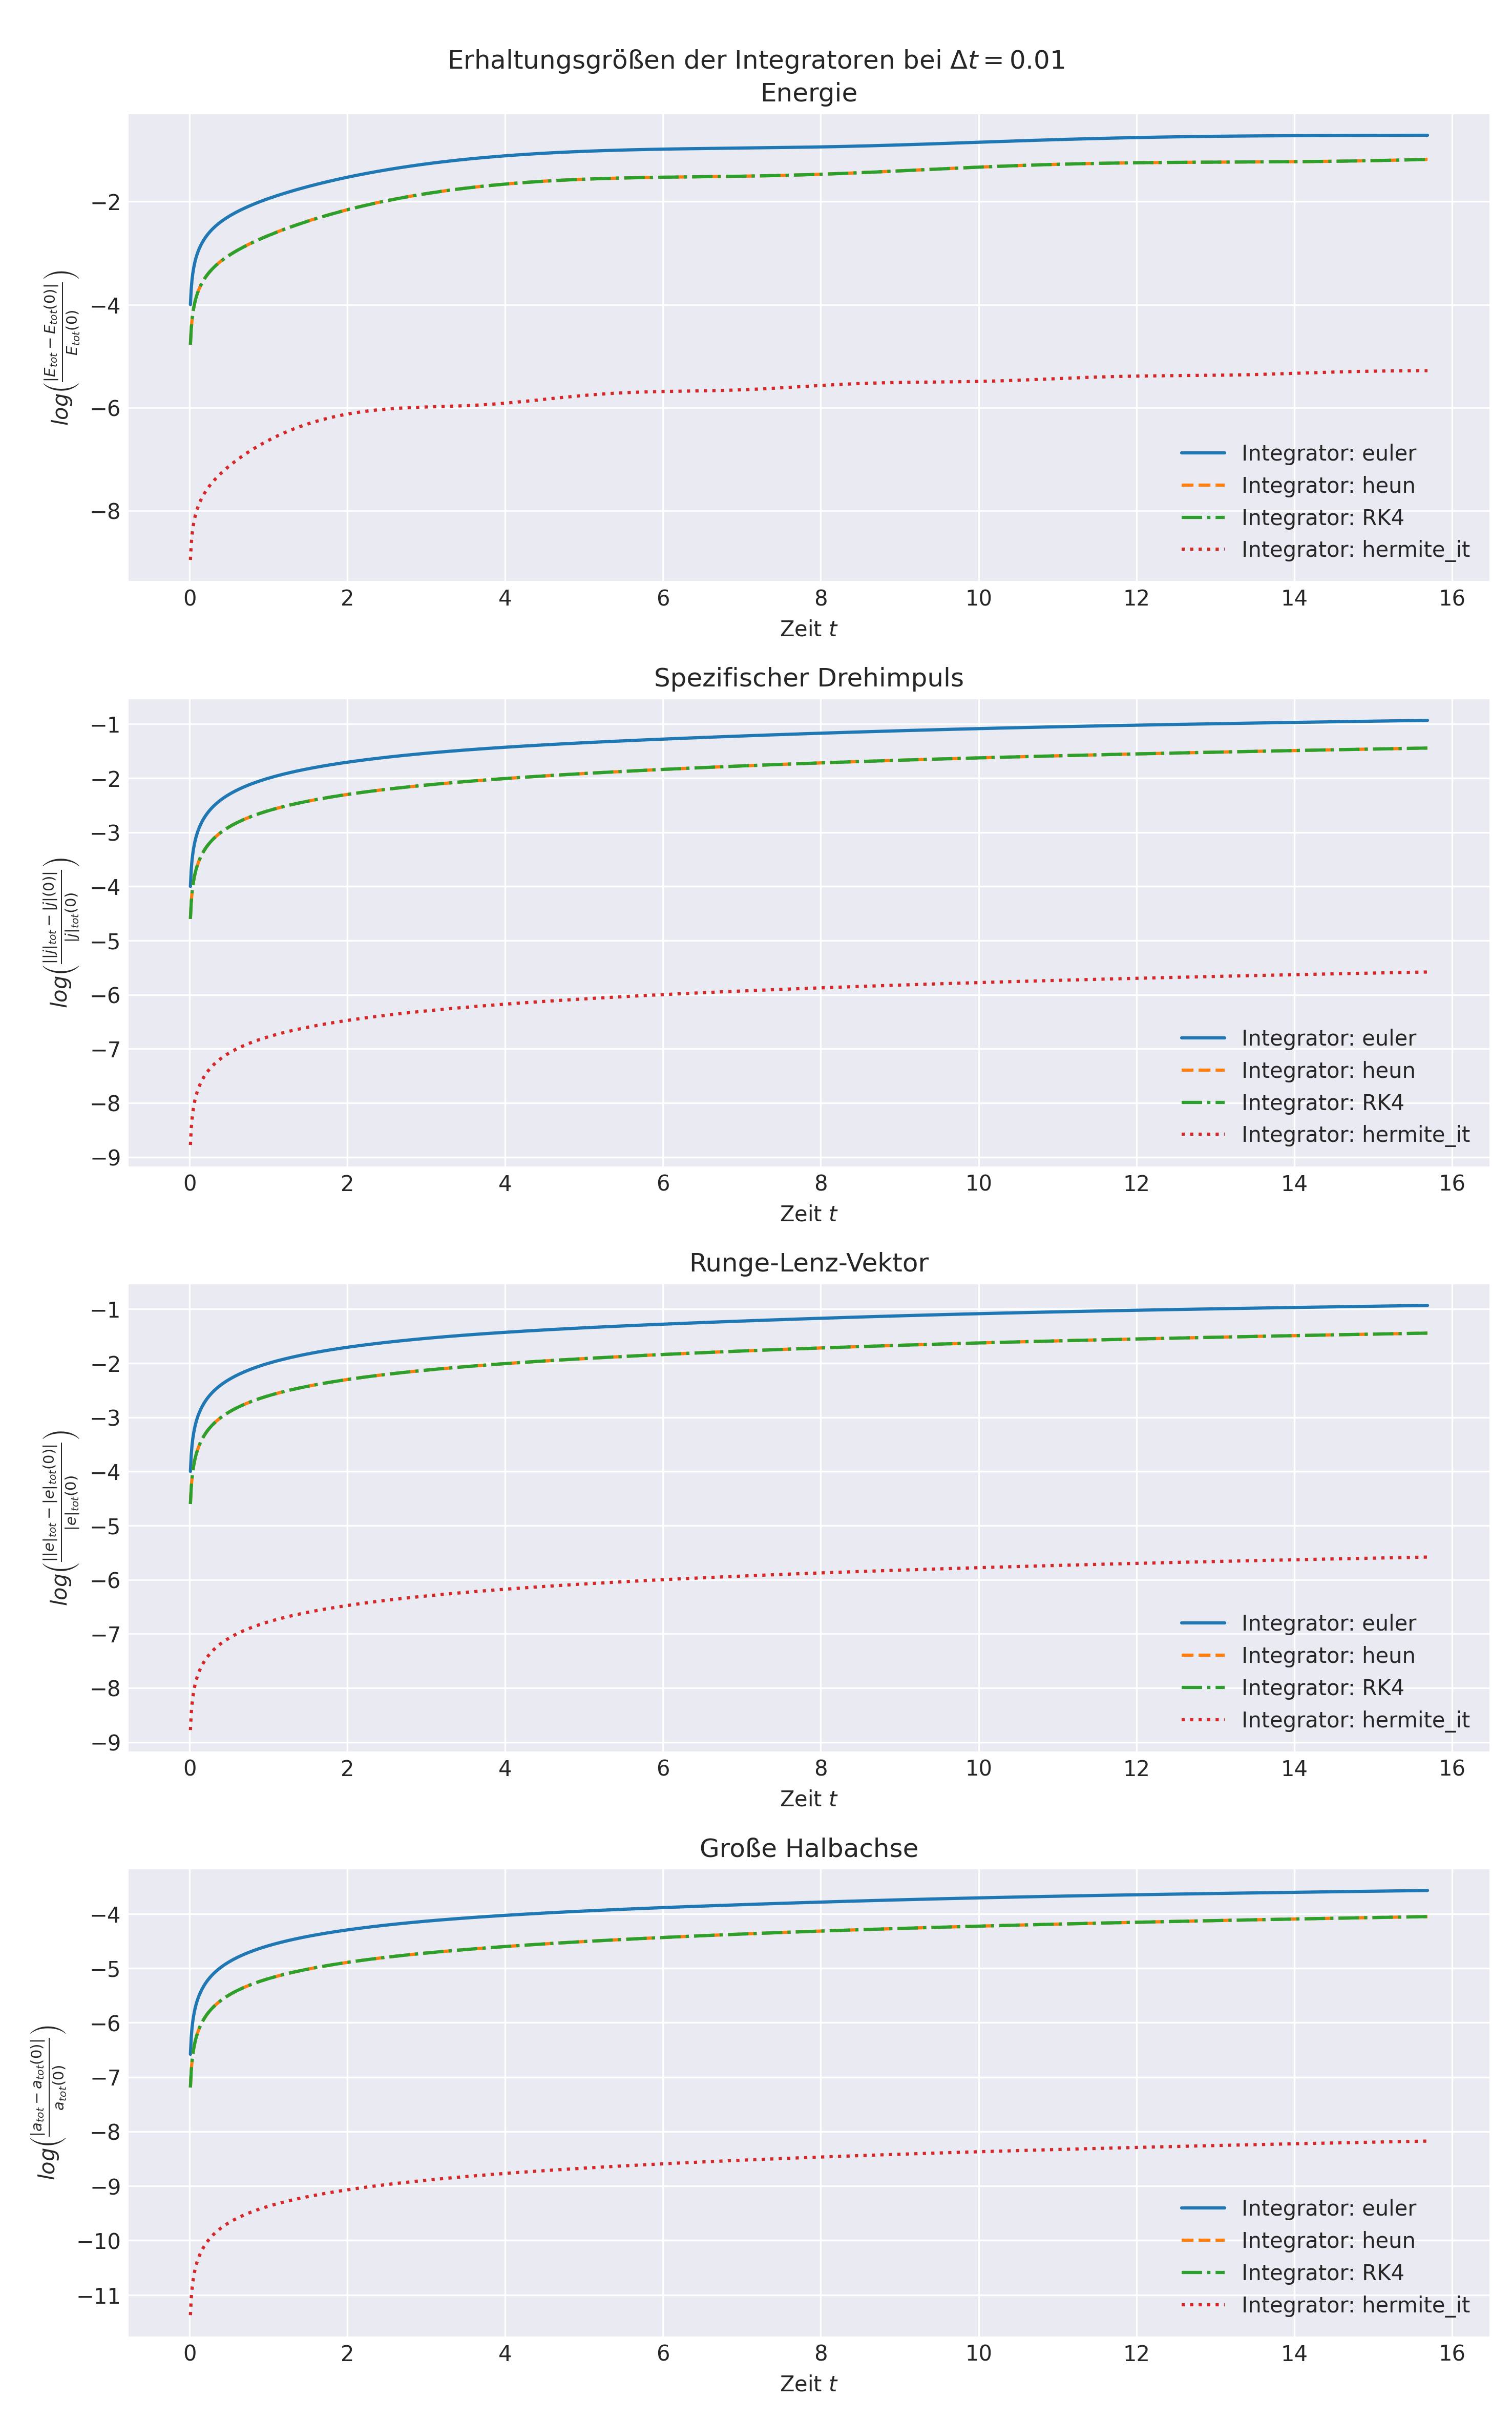 Erhaltungsgrößen der Integratoren bei Δt = 0.01
Energie
log(|E_tot − E_tot(0)| / E_tot(0))
−2
−4
−6
−8
Integrator: euler
Integrator: heun
Integrator: RK4
Integrator: hermite_it
0 2 4 6 8 10 12 14 16
Zeit t
Spezifischer Drehimpuls
log(||j|_tot − |j|(0)| / |j|_tot(0))
−1
−2
−3
−4
−5
−6
−7
−8
−9
Integrator: euler
Integrator: heun
Integrator: RK4
Integrator: hermite_it
0 2 4 6 8 10 12 14 16
Zeit t
Runge-Lenz-Vektor
log(||e|_tot − |e|_tot(0)| / |e|_tot(0))
−1
−2
−3
−4
−5
−6
−7
−8
−9
Integrator: euler
Integrator: heun
Integrator: RK4
Integrator: hermite_it
0 2 4 6 8 10 12 14 16
Zeit t
Große Halbachse
log(|a_tot − a_tot(0)| / a_tot(0))
−4
−5
−6
−7
−8
−9
−10
−11
Integrator: euler
Integrator: heun
Integrator: RK4
Integrator: hermite_it
0 2 4 6 8 10 12 14 16
Zeit t